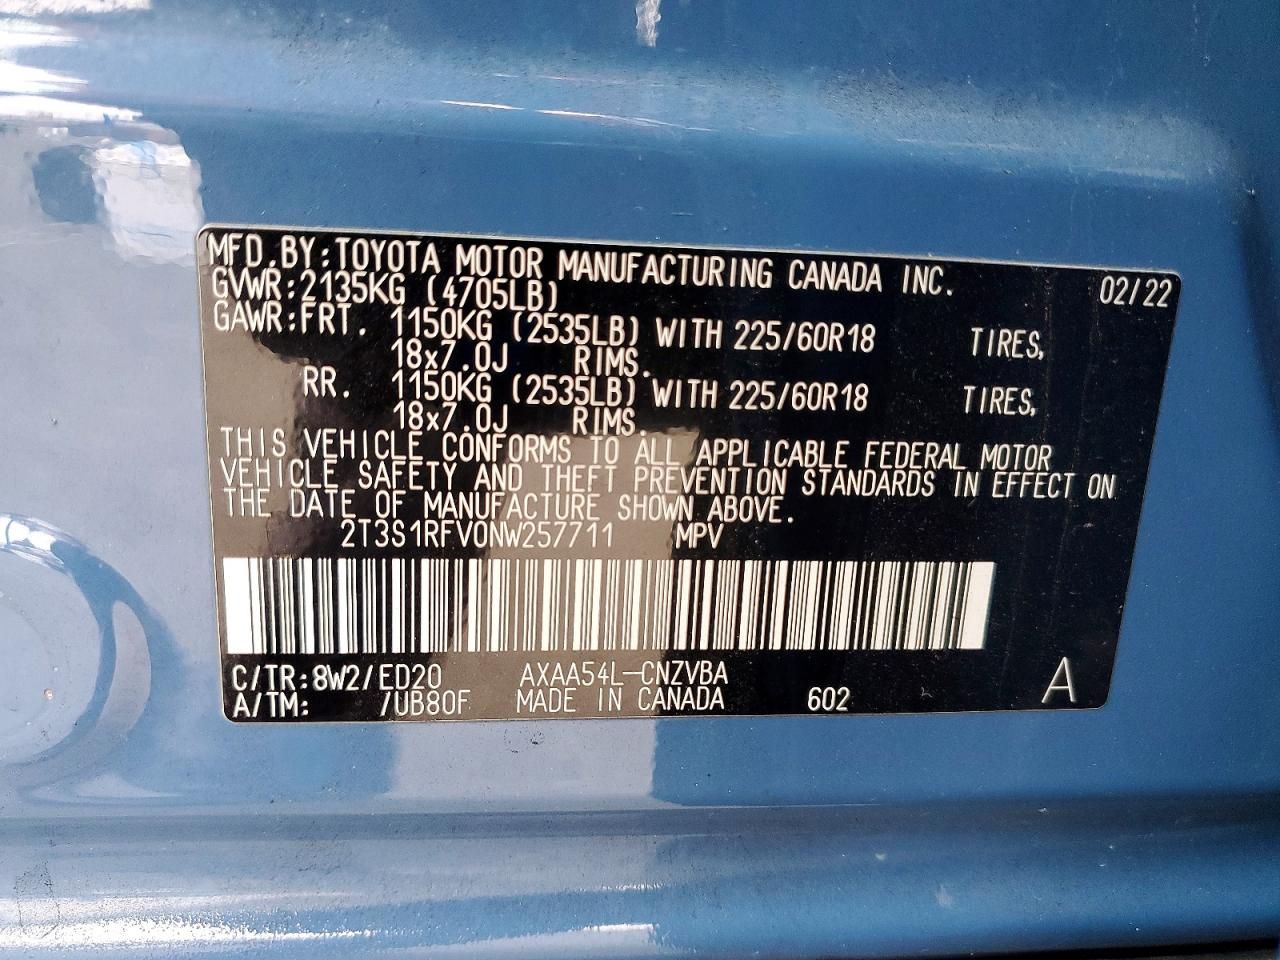 MFD.BY:TOYOTA MOTOR MANUFACTURING CANADA INC. 02/22
GVWR:2135KG (4705LB)
GAWR:FRT. 1150KG (2535LB) WITH 225/60R18 TIRES,
18x7.0J RIMS.
RR. 1150KG (2535LB) WITH 225/60R18 TIRES,
18x7.0J RIMS.
THIS VEHICLE CONFORMS TO ALL APPLICABLE FEDERAL MOTOR
VEHICLE SAFETY AND THEFT PREVENTION STANDARDS IN EFFECT ON
THE DATE OF MANUFACTURE SHOWN ABOVE.
2T3S1RFV0NW257711 MPV
C/TR:8W2/ED20 AXAA54L-CNZVBA
A/TM: /UB80F MADE IN CANADA 602 A